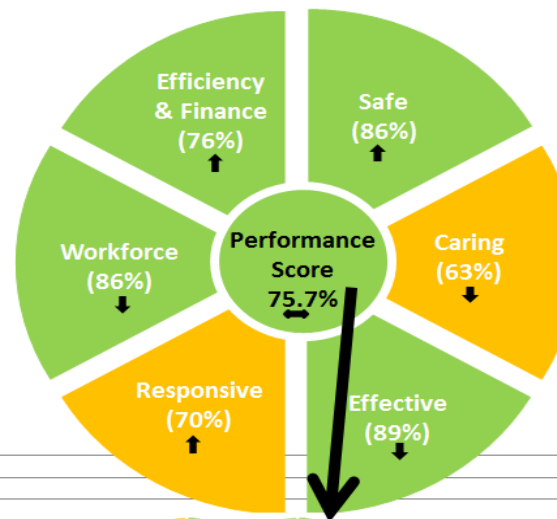 Efficiency
& Finance
(76%)
Safe
(86%)
Workforce
(86%)
Performance
Score
75.7%
Caring
(63%)
Responsive
(70%)
Effective
(89%)